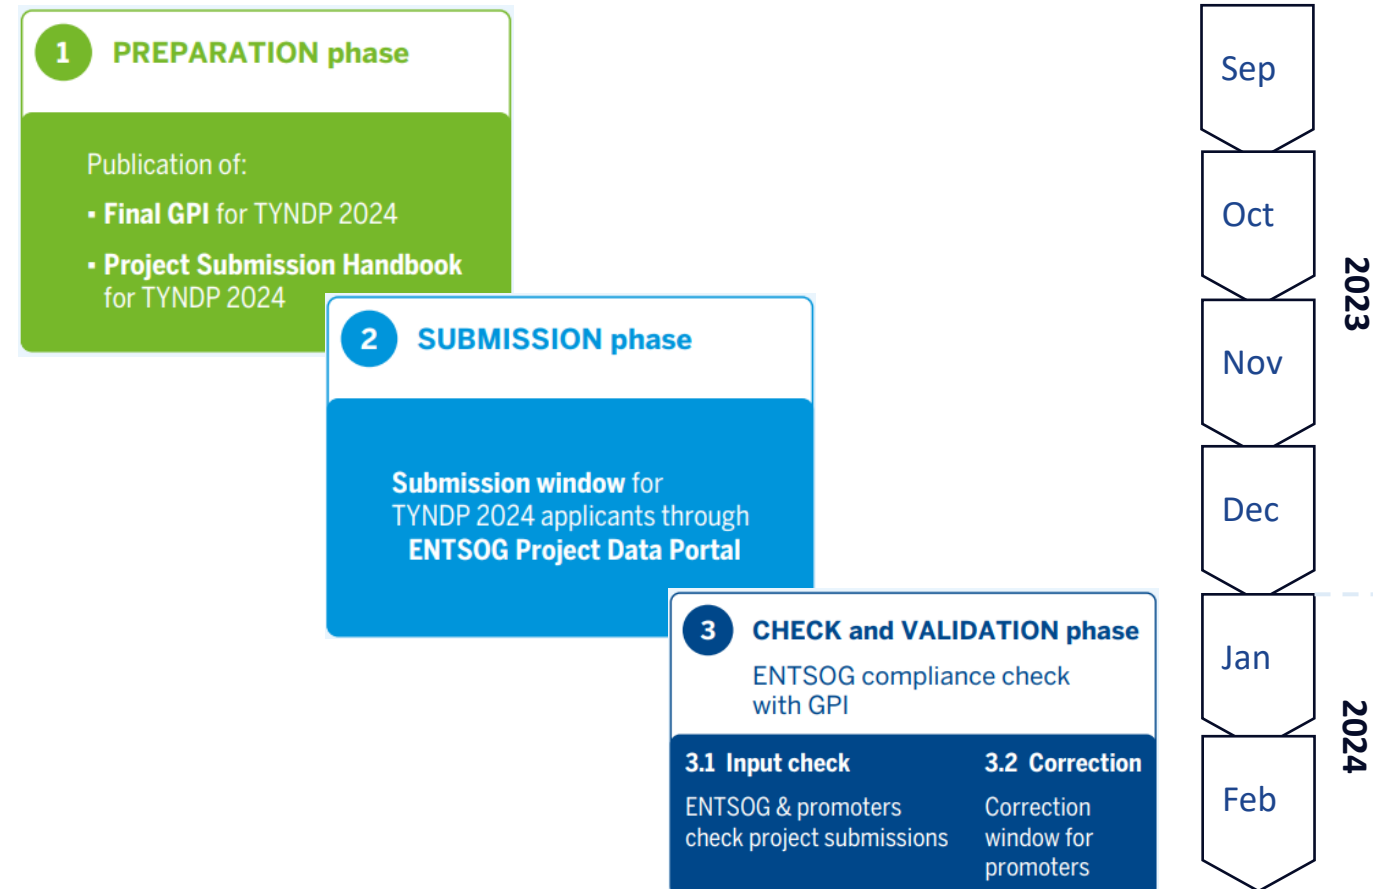 1 PREPARATION phase
Publication of:
▪ Final GPI for TYNDP 2024
▪ Project Submission Handbook
for TYNDP 2024
2 SUBMISSION phase
Submission window for
TYNDP 2024 applicants through
ENTSOG Project Data Portal
3 CHECK and VALIDATION phase
ENTSOG compliance check
with GPI
3.1 Input check
ENTSOG & promoters
check project submissions
3.2 Correction
Correction
window for
promoters
Sep
Oct
Nov
Dec
2023
Jan
Feb
2024